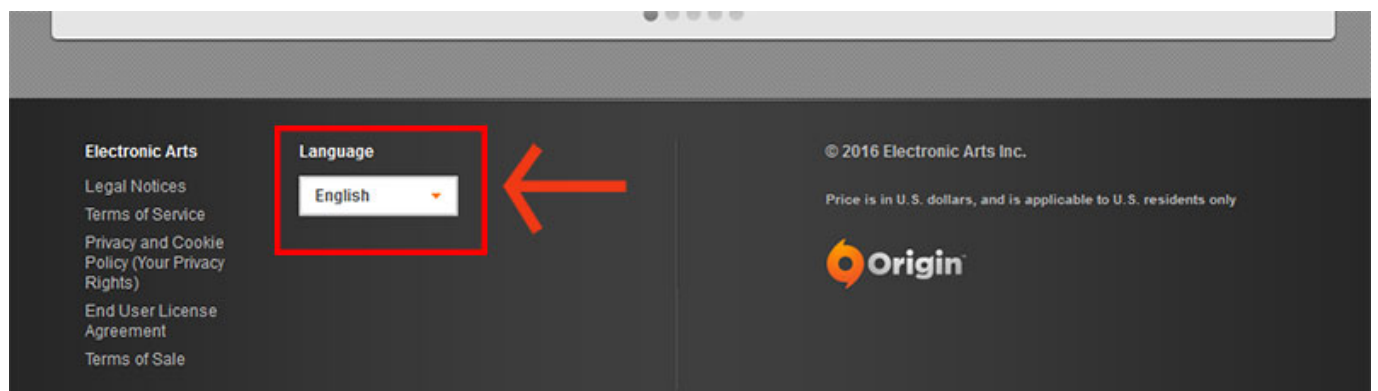 Electronic Arts
Legal Notices
Terms of Service
Privacy and Cookie
Policy (Your Privacy
Rights)
End User License
Agreement
Terms of Sale
Language
English
© 2016 Electronic Arts Inc.
Price is in U.S. dollars, and is applicable to U.S. residents only
Origin